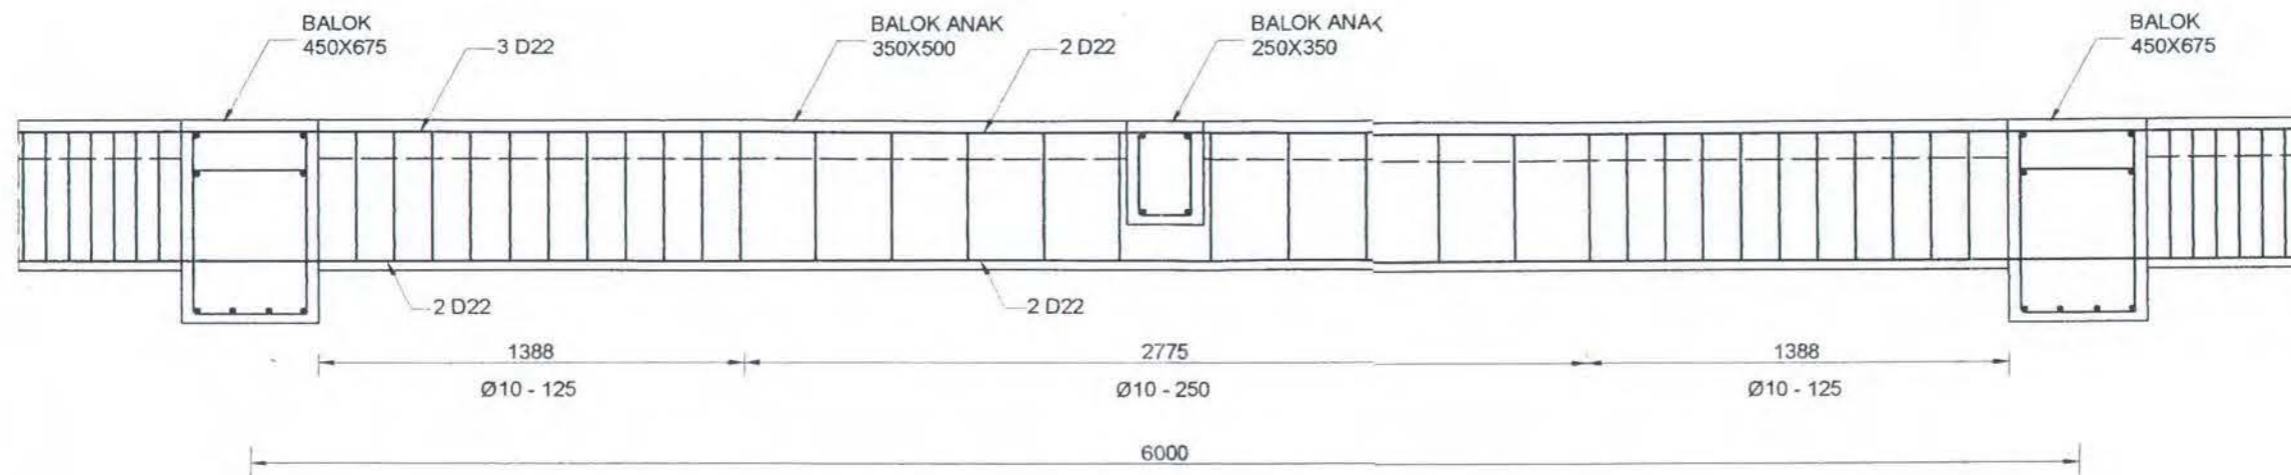 BALOK
450X675
3 D22
BALOK ANAK
350X500
2 D22
BALOK ANAK
250X350
BALOK
450X675
2 D22
2 D22
1388
2775
1388
Ø10 - 125
Ø10 - 250
Ø10 - 125
6000